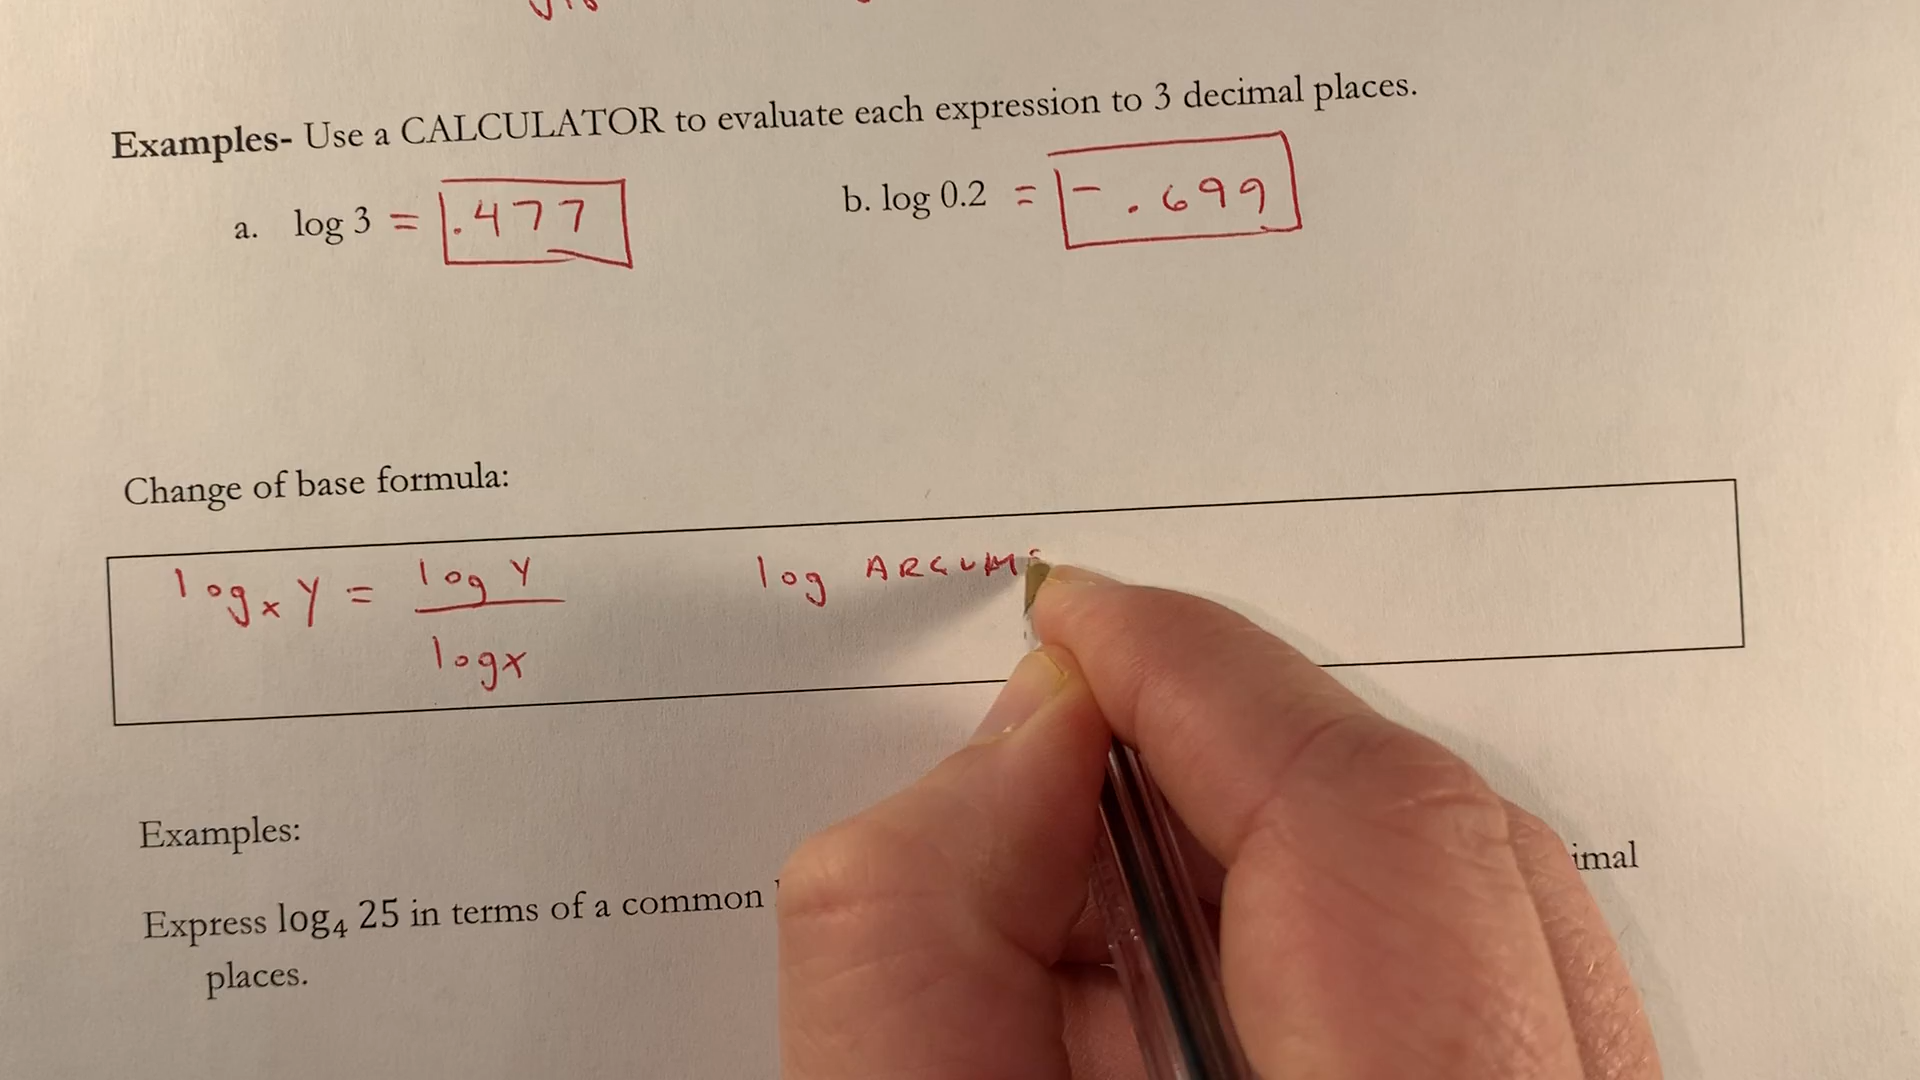 Examples- Use a CALCULATOR to evaluate each expression to 3 decimal places.
a. log 3 = .477
b. log 0.2 = -.699
Change of base formula:
log x y = log y
log x
log ARGUM
Examples:
Express log₄ 25 in terms of a common
imal
places.